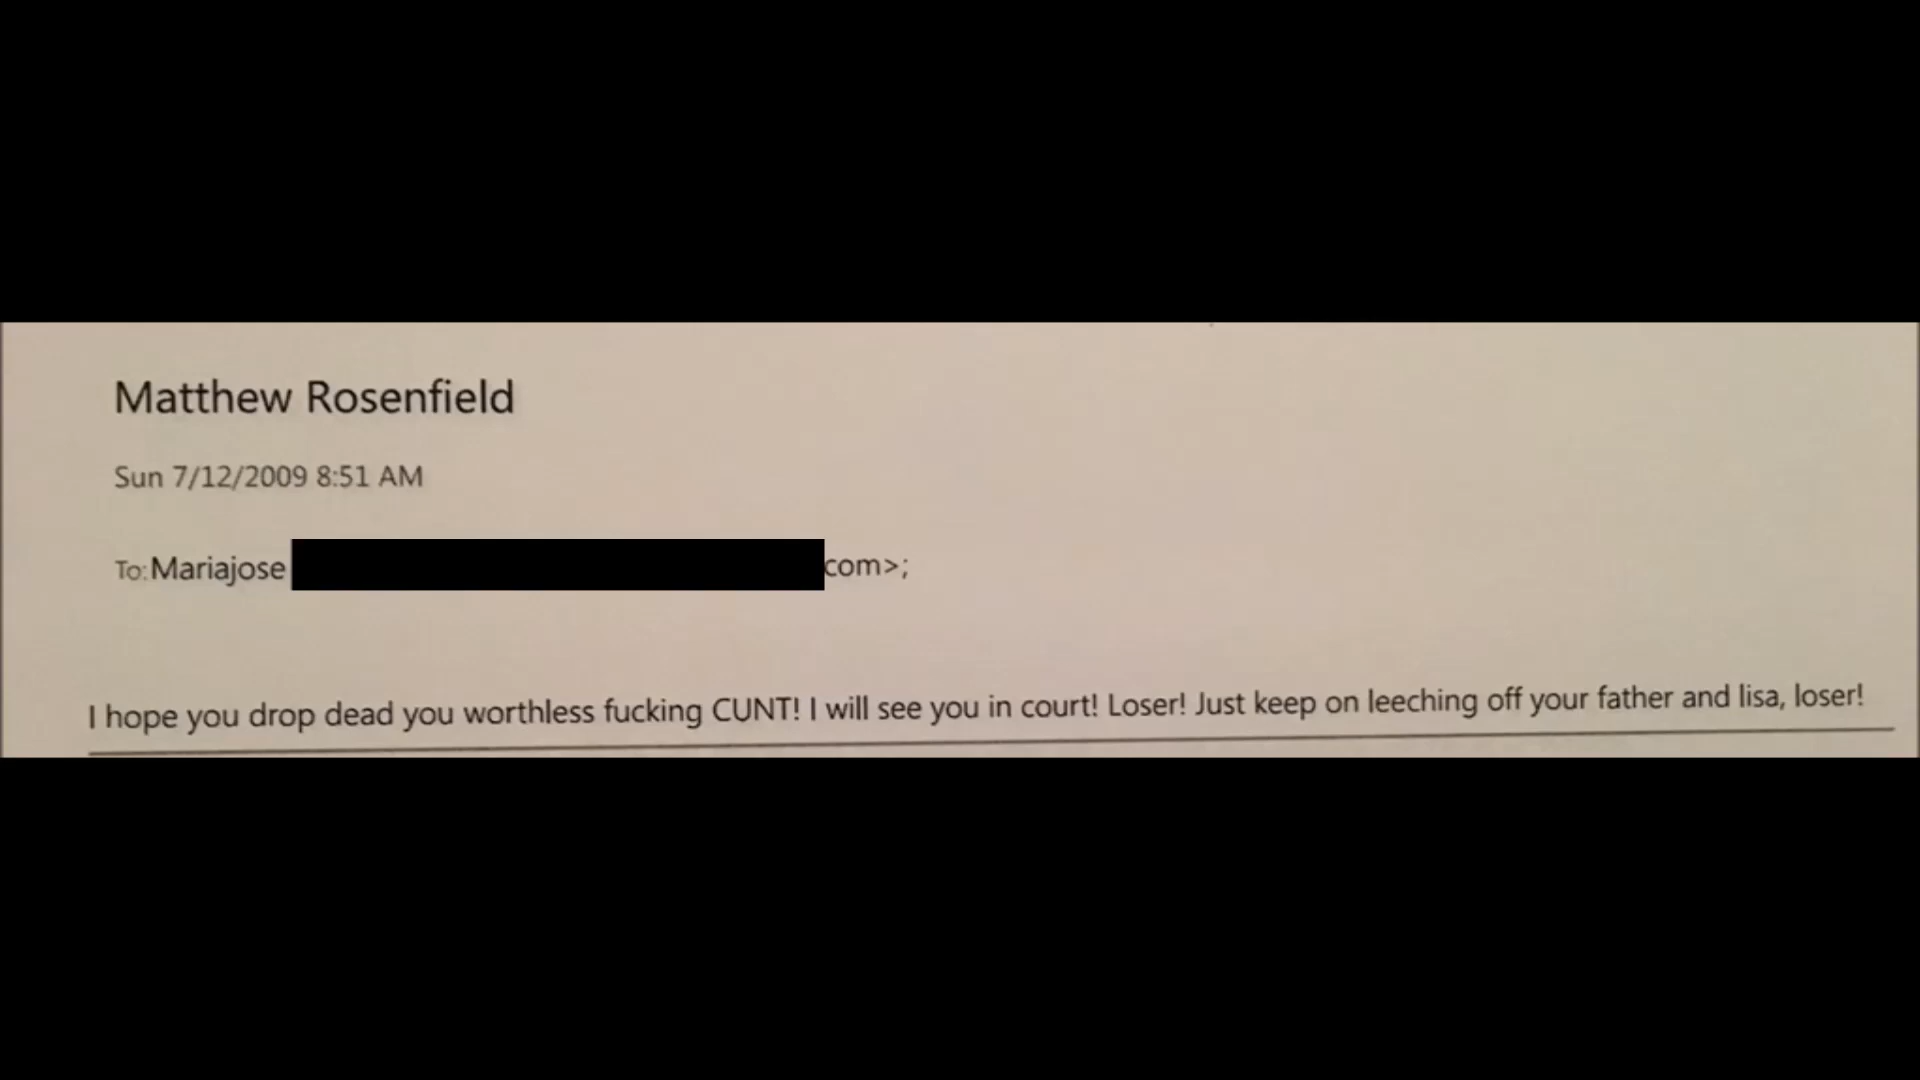 Matthew Rosenfield
Sun 7/12/2009 8:51 AM
To: Mariajose com>;
I hope you drop dead you worthless fucking CUNT! I will see you in court! Loser! Just keep on leeching off your father and lisa, loser!